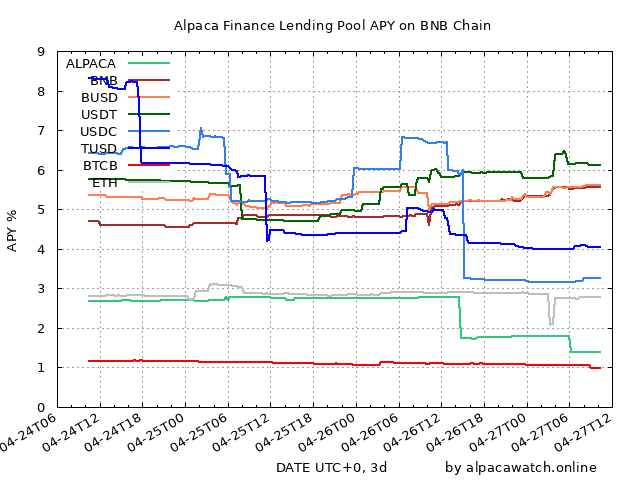 Alpaca Finance Lending Pool APY on BNB Chain
9
8
7
6
5
4
3
2
1
0
APY %
ALPACA
BNB
BUSD
USDT
USDC
TUSD
BTCB
ETH
04-24T06
04-24T12
04-24T18
04-25T00
04-25T06
04-25T12
04-25T18
04-26T00
04-26T06
04-26T12
04-26T18
04-27T00
04-27T06
04-27T12
DATE UTC+0, 3d
by alpacawatch.online